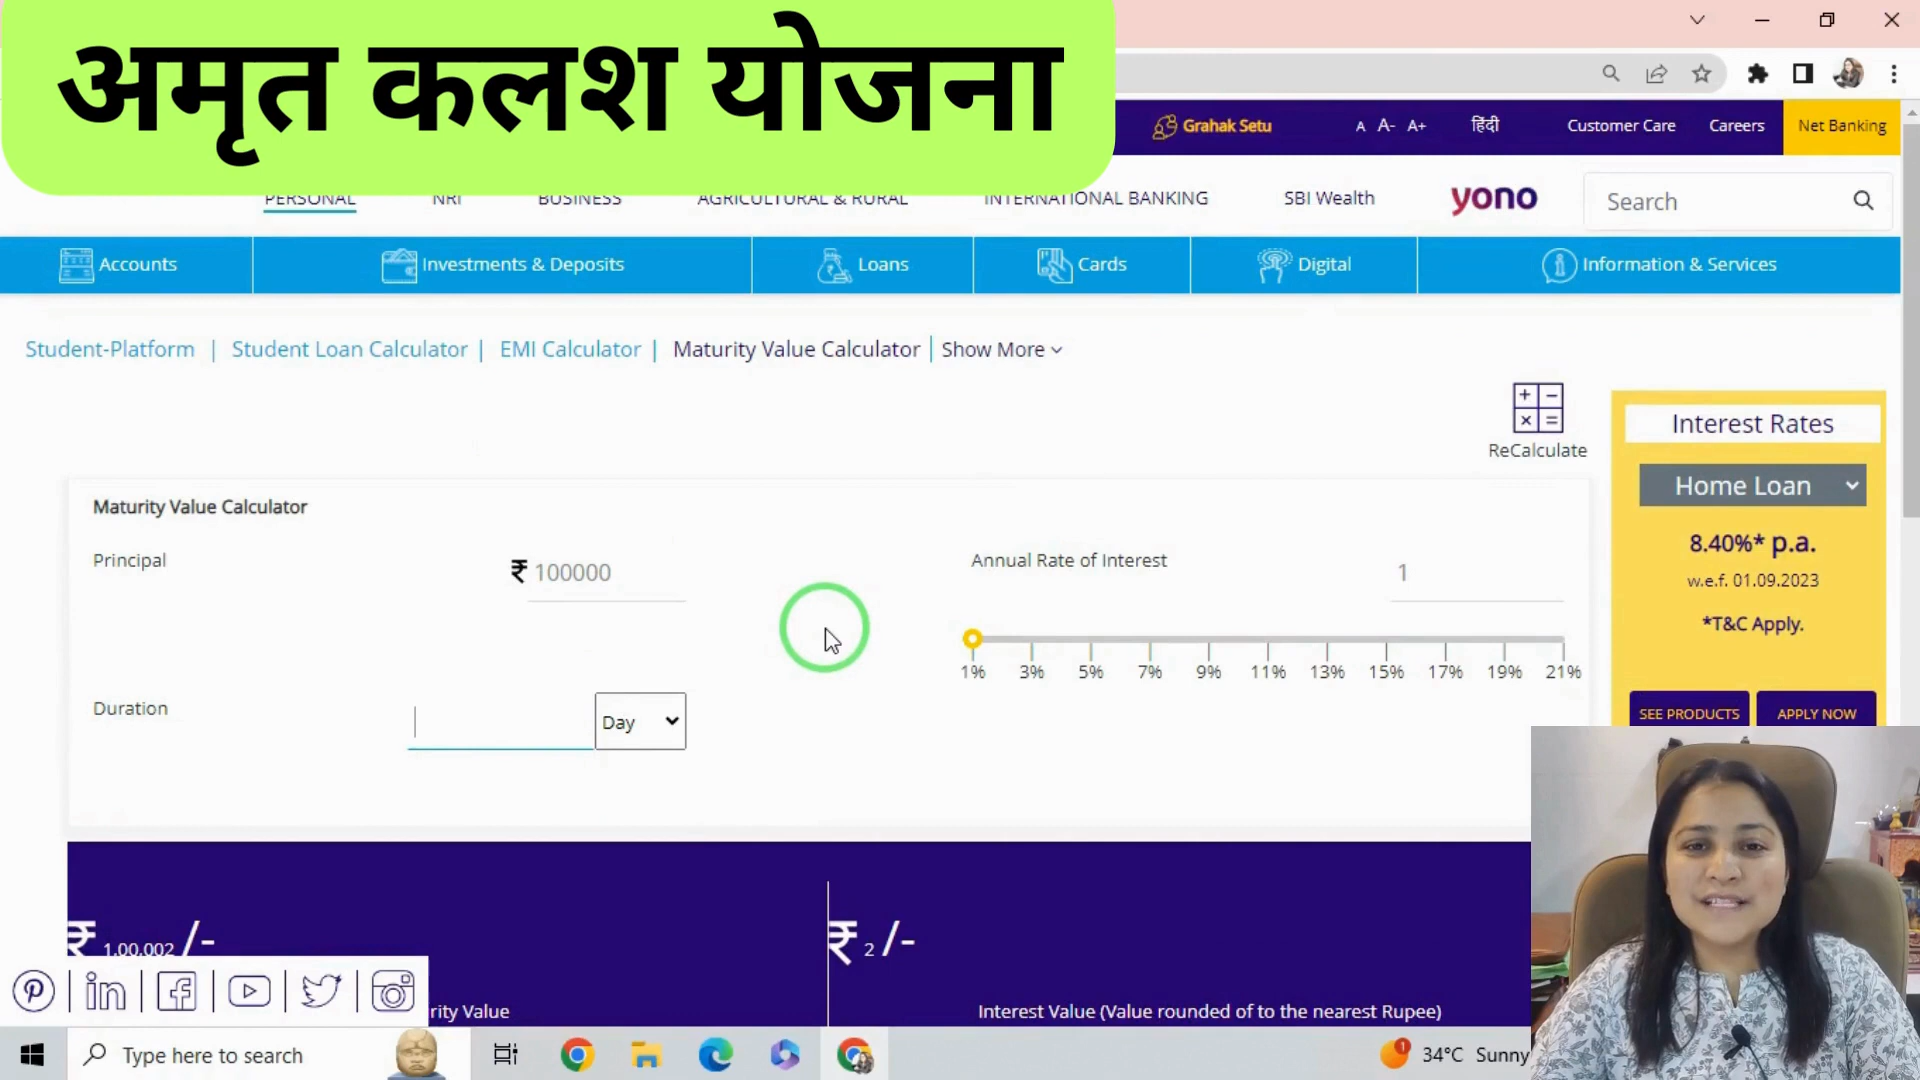 अमृत कलश योजना
Grahak Setu
A A- A+
हिंदी
Customer Care
Careers
Net Banking
PERSONAL
NRI
BUSINESS
AGRICULTURAL & RURAL
INTERNATIONAL BANKING
SBI Wealth
yono
Search
Accounts
Investments & Deposits
Loans
Cards
Digital
Information & Services
Student-Platform | Student Loan Calculator | EMI Calculator | Maturity Value Calculator | Show More
ReCalculate
Interest Rates
Home Loan
8.40%* p.a.
w.e.f. 01.09.2023
*T&C Apply.
SEE PRODUCTS
APPLY NOW
Maturity Value Calculator
Principal
₹ 100000
Annual Rate of Interest
1
1% 3% 5% 7% 9% 11% 13% 15% 17% 19% 21%
Duration
Day
₹ 1,00,002 /-
₹ 2 /-
rity Value
Interest Value (Value rounded of to the nearest Rupee)
Type here to search
1
34°C Sunny